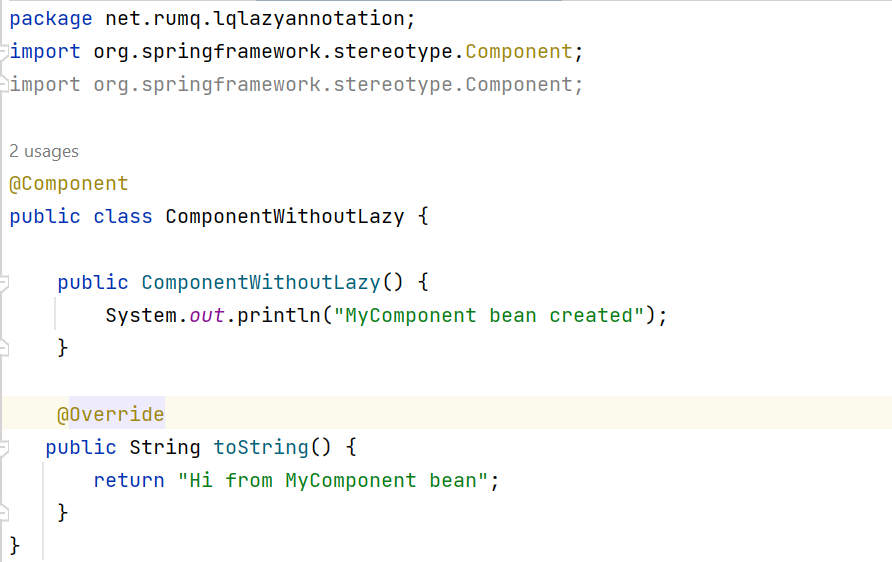 package net.rumq.lqlazyannotation;
import org.springframework.stereotype.Component;
import org.springframework.stereotype.Component;
2 usages
@Component
public class ComponentWithoutLazy {
public ComponentWithoutLazy() {
System.out.println("MyComponent bean created");
}
@Override
public String toString() {
return "Hi from MyComponent bean";
}
}